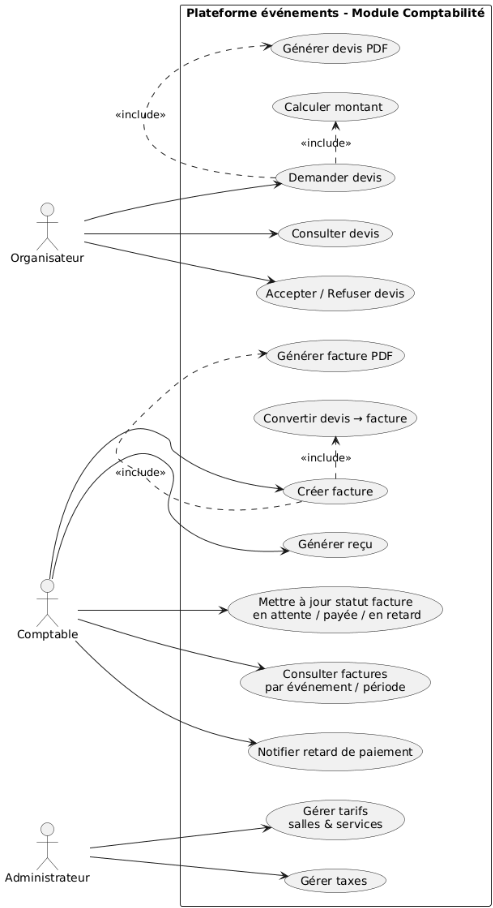 Plateforme événements - Module Comptabilité
Générer devis PDF
Calculer montant
«include»
«include»
Demander devis
Consulter devis
Organisateur
Accepter / Refuser devis
Générer facture PDF
Convertir devis → facture
«include»
«include»
Créer facture
Générer reçu
Mettre à jour statut facture
en attente / payée / en retard
Comptable
Consulter factures
par événement / période
Notifier retard de paiement
Gérer tarifs
salles & services
Administrateur
Gérer taxes